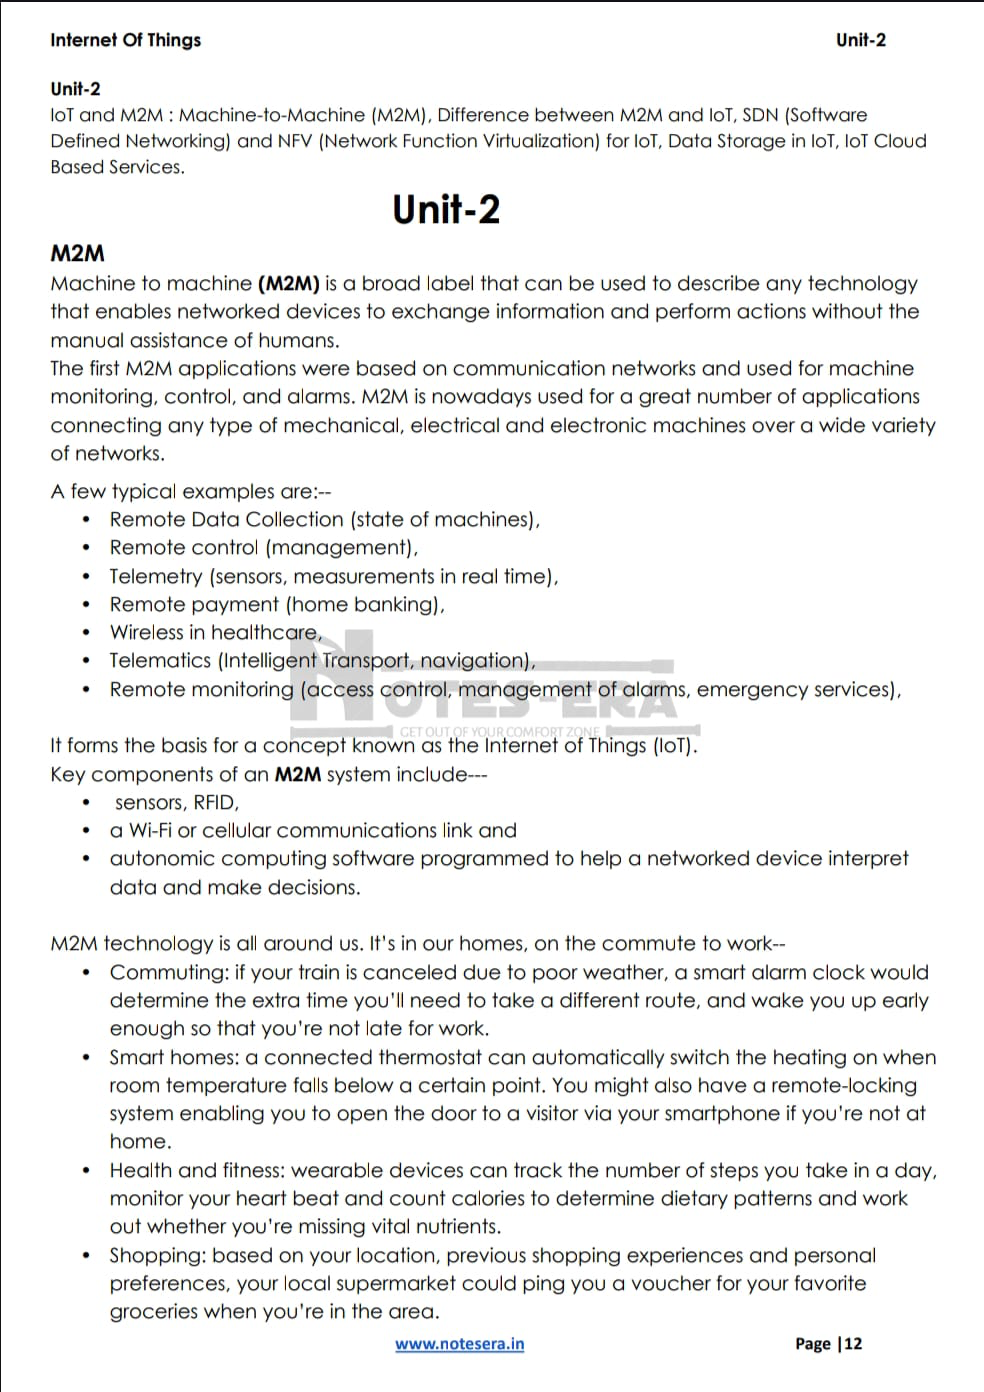 Internet Of Things Unit-2
Unit-2
IoT and M2M : Machine-to-Machine (M2M), Difference between M2M and IoT, SDN (Software
Defined Networking) and NFV (Network Function Virtualization) for IoT, Data Storage in IoT, IoT Cloud
Based Services.
Unit-2
M2M
Machine to machine (M2M) is a broad label that can be used to describe any technology
that enables networked devices to exchange information and perform actions without the
manual assistance of humans.
The first M2M applications were based on communication networks and used for machine
monitoring, control, and alarms. M2M is nowadays used for a great number of applications
connecting any type of mechanical, electrical and electronic machines over a wide variety
of networks.
A few typical examples are:--
• Remote Data Collection (state of machines),
• Remote control (management),
• Telemetry (sensors, measurements in real time),
• Remote payment (home banking),
• Wireless in healthcare,
• Telematics (Intelligent Transport, navigation),
• Remote monitoring (access control, management of alarms, emergency services),
NOTES-ERA
GET OUT OF YOUR COMFORT ZONE
It forms the basis for a concept known as the Internet of Things (IoT).
Key components of an M2M system include---
• sensors, RFID,
• a Wi-Fi or cellular communications link and
• autonomic computing software programmed to help a networked device interpret
data and make decisions.
M2M technology is all around us. It's in our homes, on the commute to work--
• Commuting: if your train is canceled due to poor weather, a smart alarm clock would
determine the extra time you'll need to take a different route, and wake you up early
enough so that you're not late for work.
• Smart homes: a connected thermostat can automatically switch the heating on when
room temperature falls below a certain point. You might also have a remote-locking
system enabling you to open the door to a visitor via your smartphone if you're not at
home.
• Health and fitness: wearable devices can track the number of steps you take in a day,
monitor your heart beat and count calories to determine dietary patterns and work
out whether you're missing vital nutrients.
• Shopping: based on your location, previous shopping experiences and personal
preferences, your local supermarket could ping you a voucher for your favorite
groceries when you're in the area.
www.notesera.in Page |12